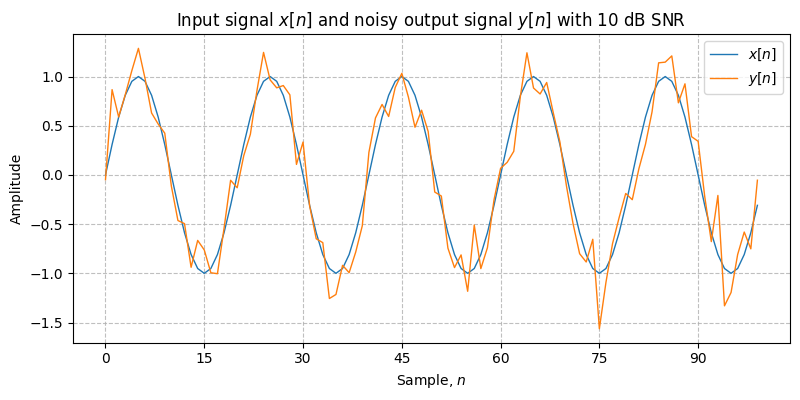 Input signal x[n] and noisy output signal y[n] with 10 dB SNR
x[n]
y[n]
Amplitude
1.0
0.5
0.0
−0.5
−1.0
−1.5
0 15 30 45 60 75 90
Sample, n